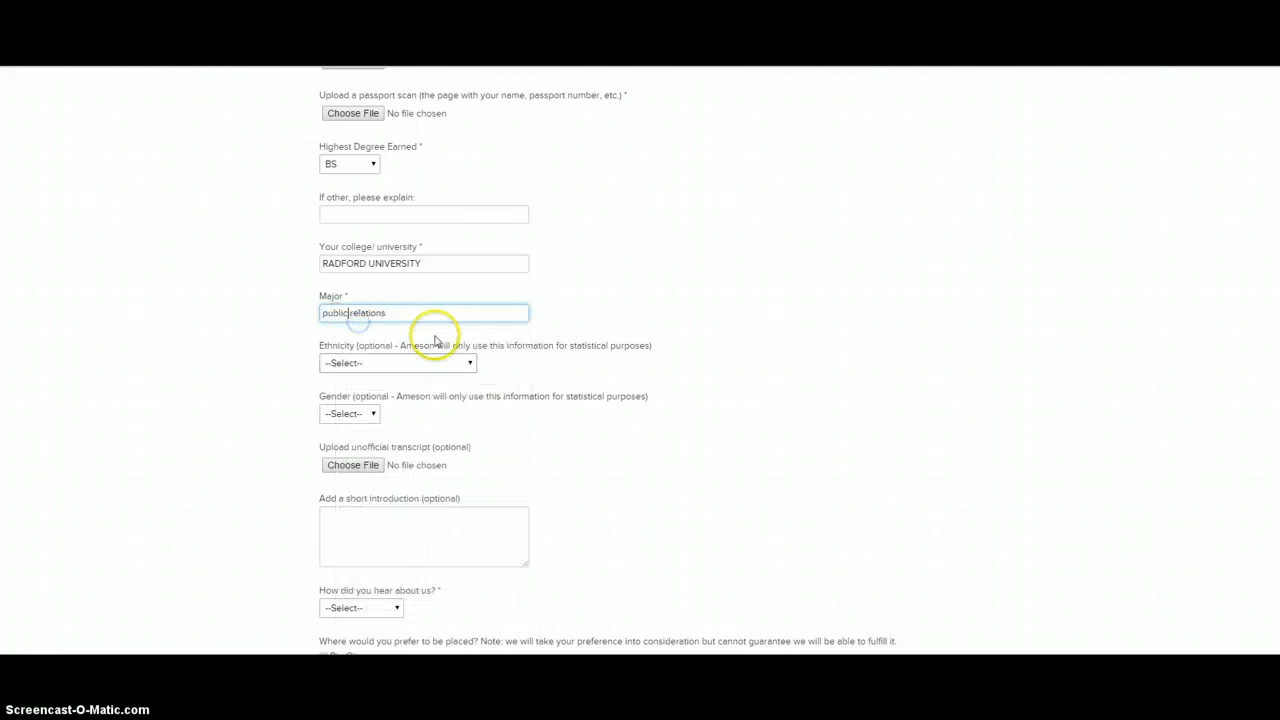 Upload a passport scan (the page with your name, passport number, etc.) *
Choose File No file chosen
Highest Degree Earned *
BS
If other, please explain:
Your college/ university *
RADFORD UNIVERSITY
Major *
public relations
Ethnicity (optional - Ameson will only use this information for statistical purposes)
--Select--
Gender (optional - Ameson will only use this information for statistical purposes)
--Select--
Upload unofficial transcript (optional)
Choose File No file chosen
Add a short introduction (optional)
How did you hear about us? *
--Select--
Where would you prefer to be placed? Note: we will take your preference into consideration but cannot guarantee we will be able to fulfill it.
Screencast-O-Matic.com